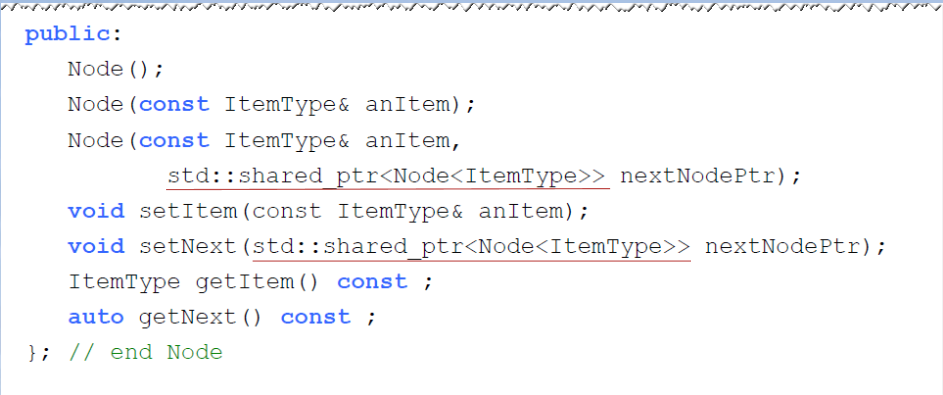 public:
Node();
Node(const ItemType& anItem);
Node(const ItemType& anItem,
std::shared_ptr<Node<ItemType>> nextNodePtr);
void setItem(const ItemType& anItem);
void setNext(std::shared_ptr<Node<ItemType>> nextNodePtr);
ItemType getItem() const ;
auto getNext() const ;
}; // end Node